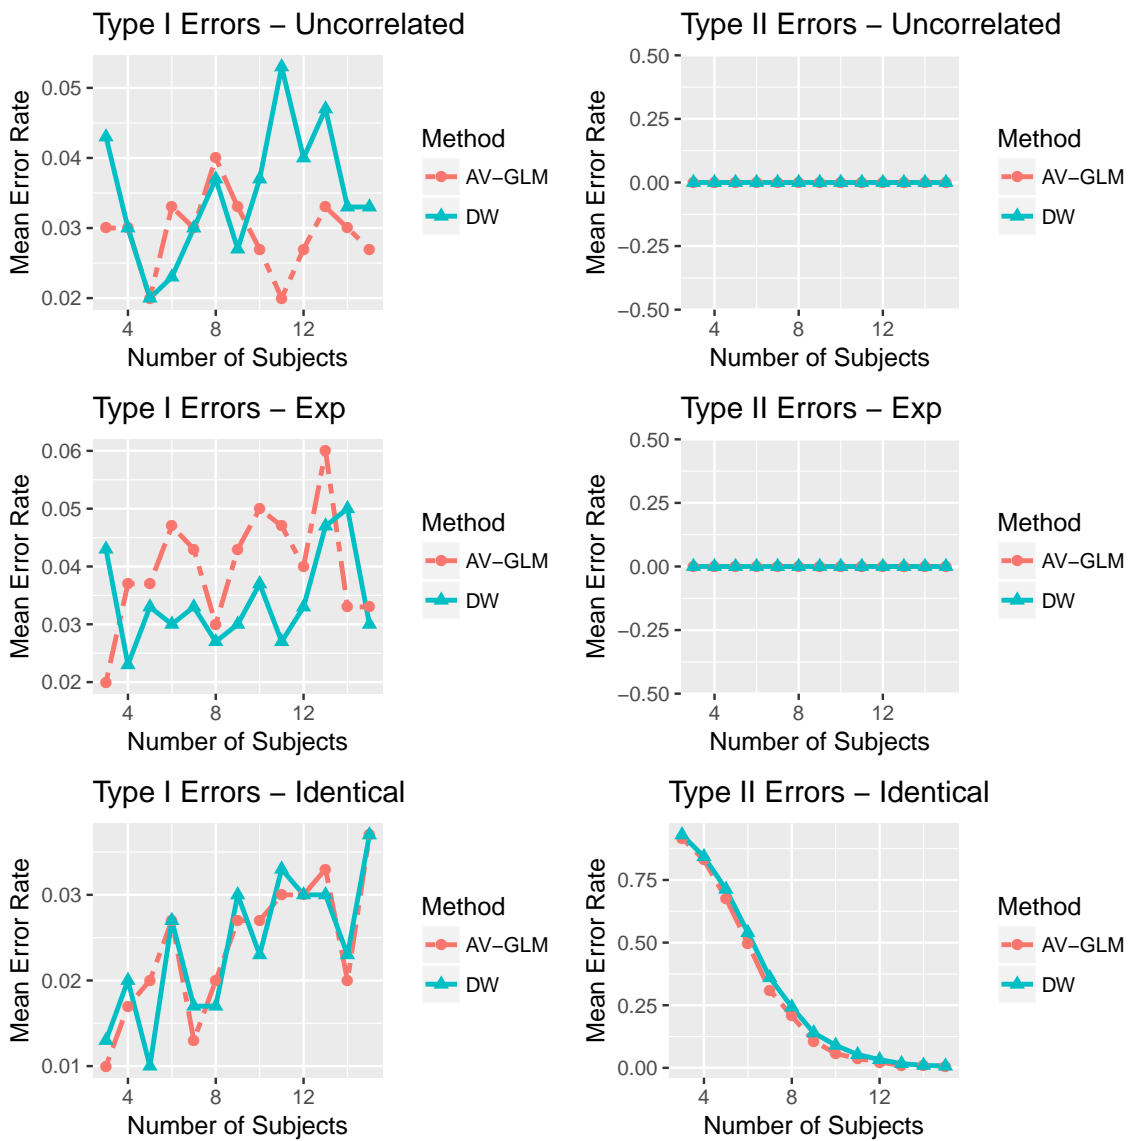 Type I Errors – Uncorrelated
Mean Error Rate
0.05
0.04
0.03
0.02
4
8
12
Number of Subjects
Method
AV−GLM
DW
Type II Errors – Uncorrelated
Mean Error Rate
0.50
0.25
0.00
−0.25
−0.50
4
8
12
Number of Subjects
Method
AV−GLM
DW
Type I Errors – Exp
Mean Error Rate
0.06
0.05
0.04
0.03
0.02
4
8
12
Number of Subjects
Method
AV−GLM
DW
Type II Errors – Exp
Mean Error Rate
0.50
0.25
0.00
−0.25
−0.50
4
8
12
Number of Subjects
Method
AV−GLM
DW
Type I Errors – Identical
Mean Error Rate
0.03
0.02
0.01
4
8
12
Number of Subjects
Method
AV−GLM
DW
Type II Errors – Identical
Mean Error Rate
0.75
0.50
0.25
0.00
4
8
12
Number of Subjects
Method
AV−GLM
DW